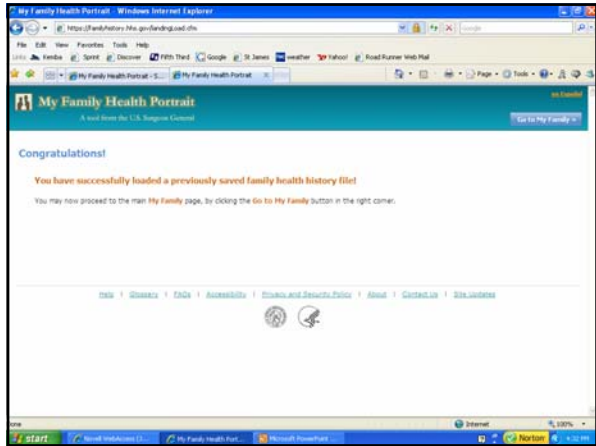 My Family Health Portrait - Windows Internet Explorer
https://familyhistory.hhs.gov/landingLoad.cfm
Google
File Edit View Favorites Tools Help
Links Kemba Sprint Discover Fifth Third Google St James weather Yahoo! Road Runner Web Mail
My Family Health Portrait - S... My Family Health Portrait Page Tools
en Español
My Family Health Portrait
A tool from the U.S. Surgeon General
Go to My Family
Congratulations!
You have successfully loaded a previously saved family health history file!
You may now proceed to the main My Family page, by clicking the Go to My Family button in the right corner.
Help | Glossary | FAQs | Accessibility | Privacy and Security Policy | About | Contact Us | Site Updates
Done Internet 100%
start Novell WebAccess (... My Family Health Port... Microsoft PowerPoint ... Norton 4:32 PM